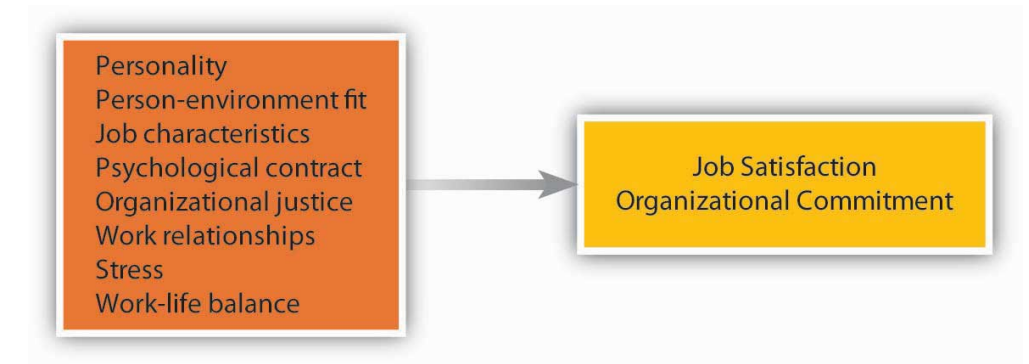 Personality
Person-environment fit
Job characteristics
Psychological contract
Organizational justice
Work relationships
Stress
Work-life balance
Job Satisfaction
Organizational Commitment